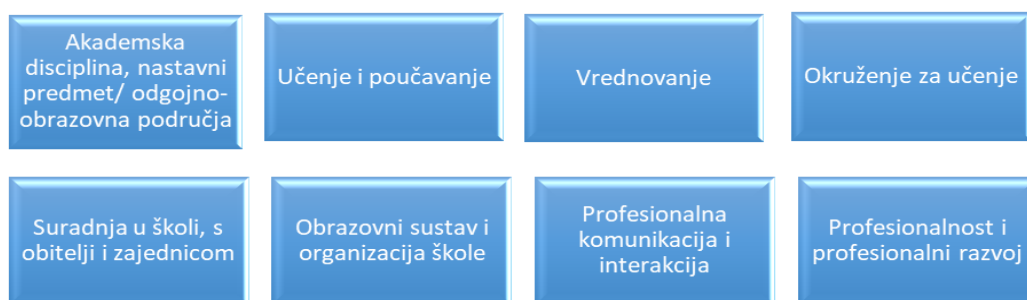 Akademska
disciplina, nastavni
predmet/ odgojno-
obrazovna područja
Učenje i poučavanje
Vrednovanje
Okruženje za učenje
Suradnja u školi, s
obitelji i zajednicom
Obrazovni sustav i
organizacija škole
Profesionalna
komunikacija i
interakcija
Profesionalnost i
profesionalni razvoj